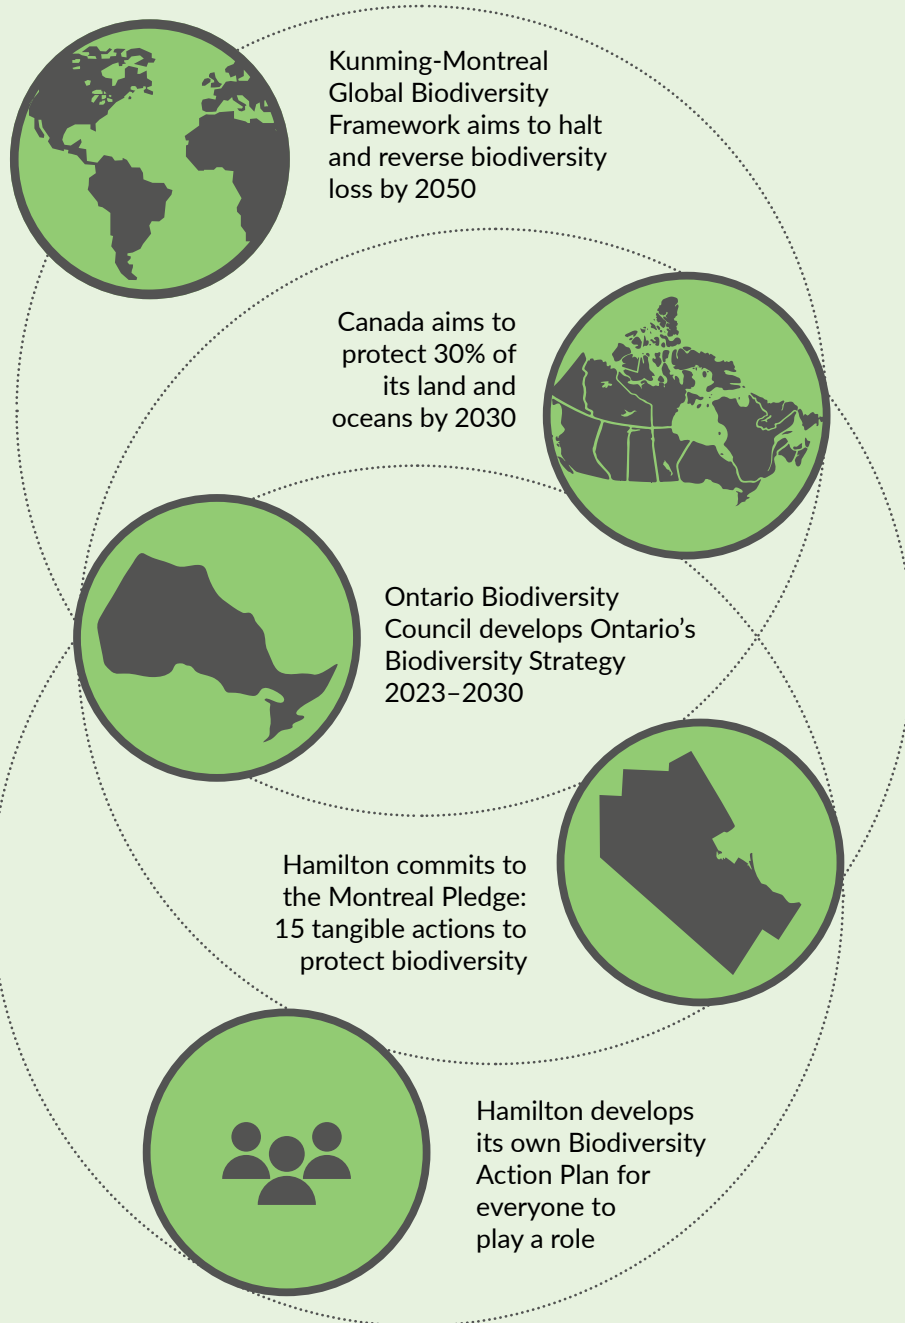 Kunming-Montreal
Global Biodiversity
Framework aims to halt
and reverse biodiversity
loss by 2050
Canada aims to
protect 30% of
its land and
oceans by 2030
Ontario Biodiversity
Council develops Ontario’s
Biodiversity Strategy
2023–2030
Hamilton commits to
the Montreal Pledge:
15 tangible actions to
protect biodiversity
Hamilton develops
its own Biodiversity
Action Plan for
everyone to
play a role